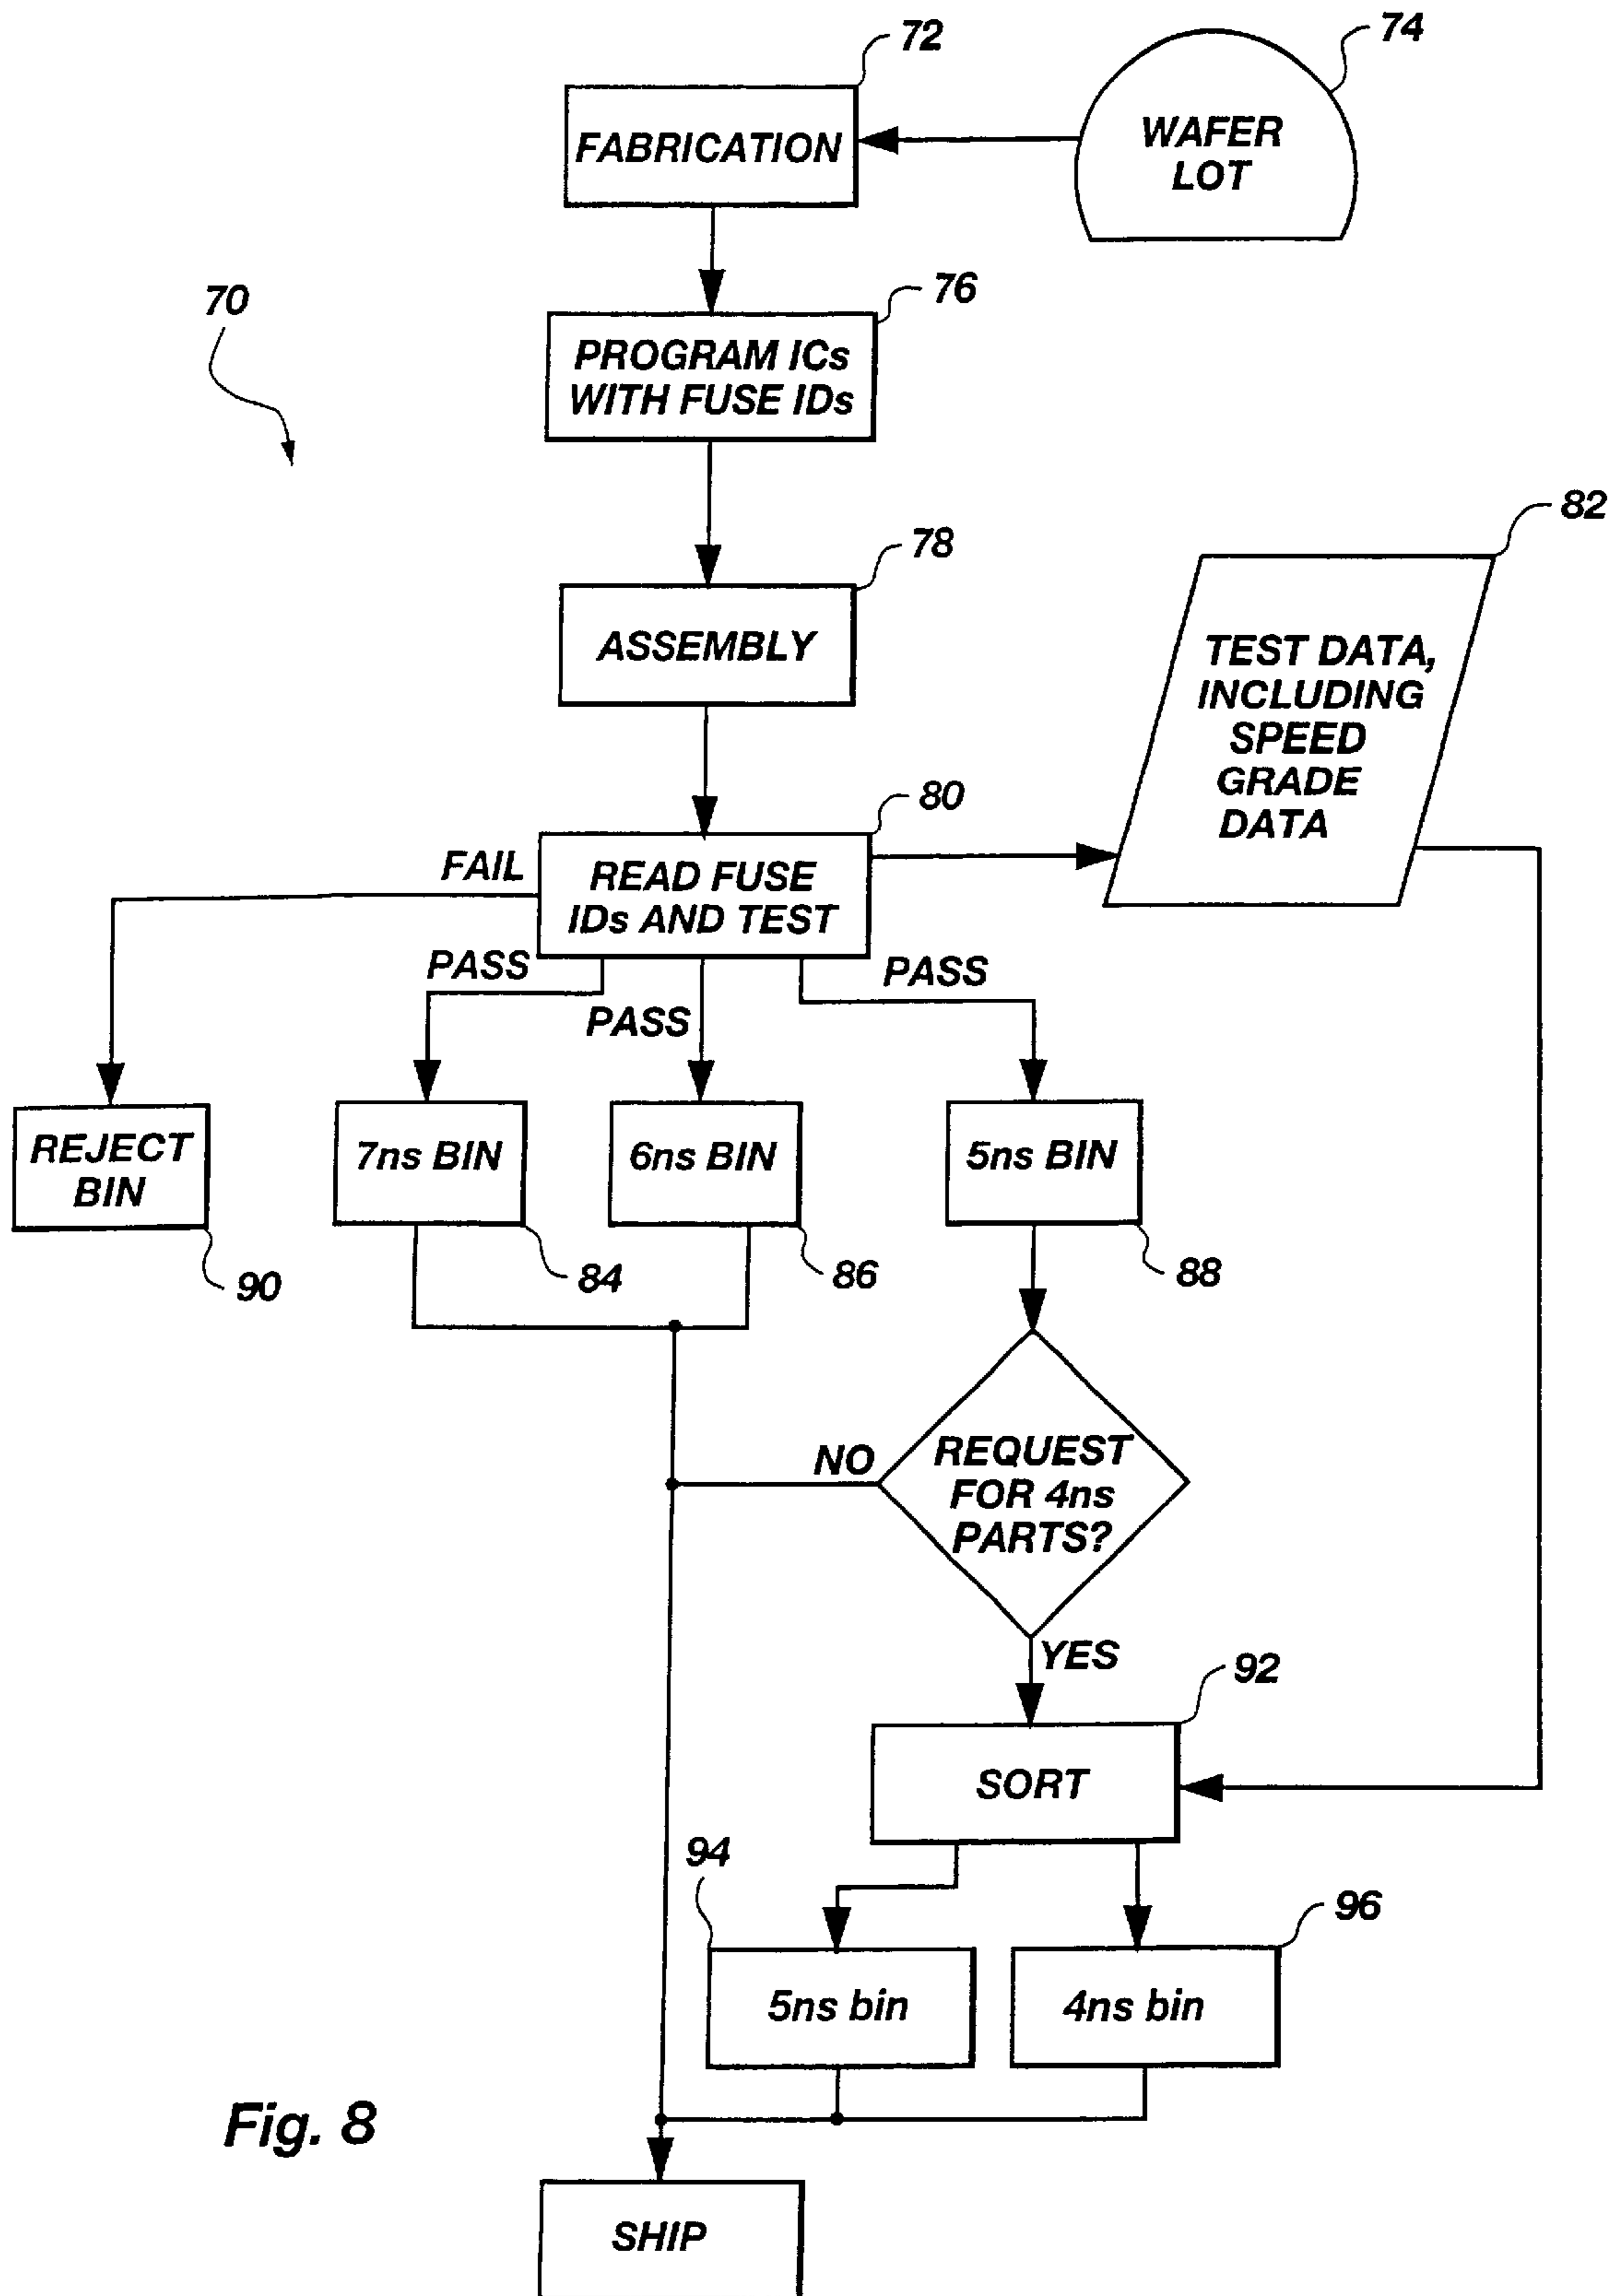 72
74
FABRICATION
WAFER
LOT
70
76
PROGRAM ICs
WITH FUSE IDs
82
78
ASSEMBLY
TEST DATA,
INCLUDING
SPEED
GRADE
DATA
80
FAIL
READ FUSE
IDs AND TEST
PASS
PASS
PASS
REJECT
BIN
7ns BIN
6ns BIN
5ns BIN
90
84
86
88
NO
REQUEST
FOR 4ns
PARTS?
YES
92
SORT
94
96
5ns bin
4ns bin
Fig. 8
SHIP